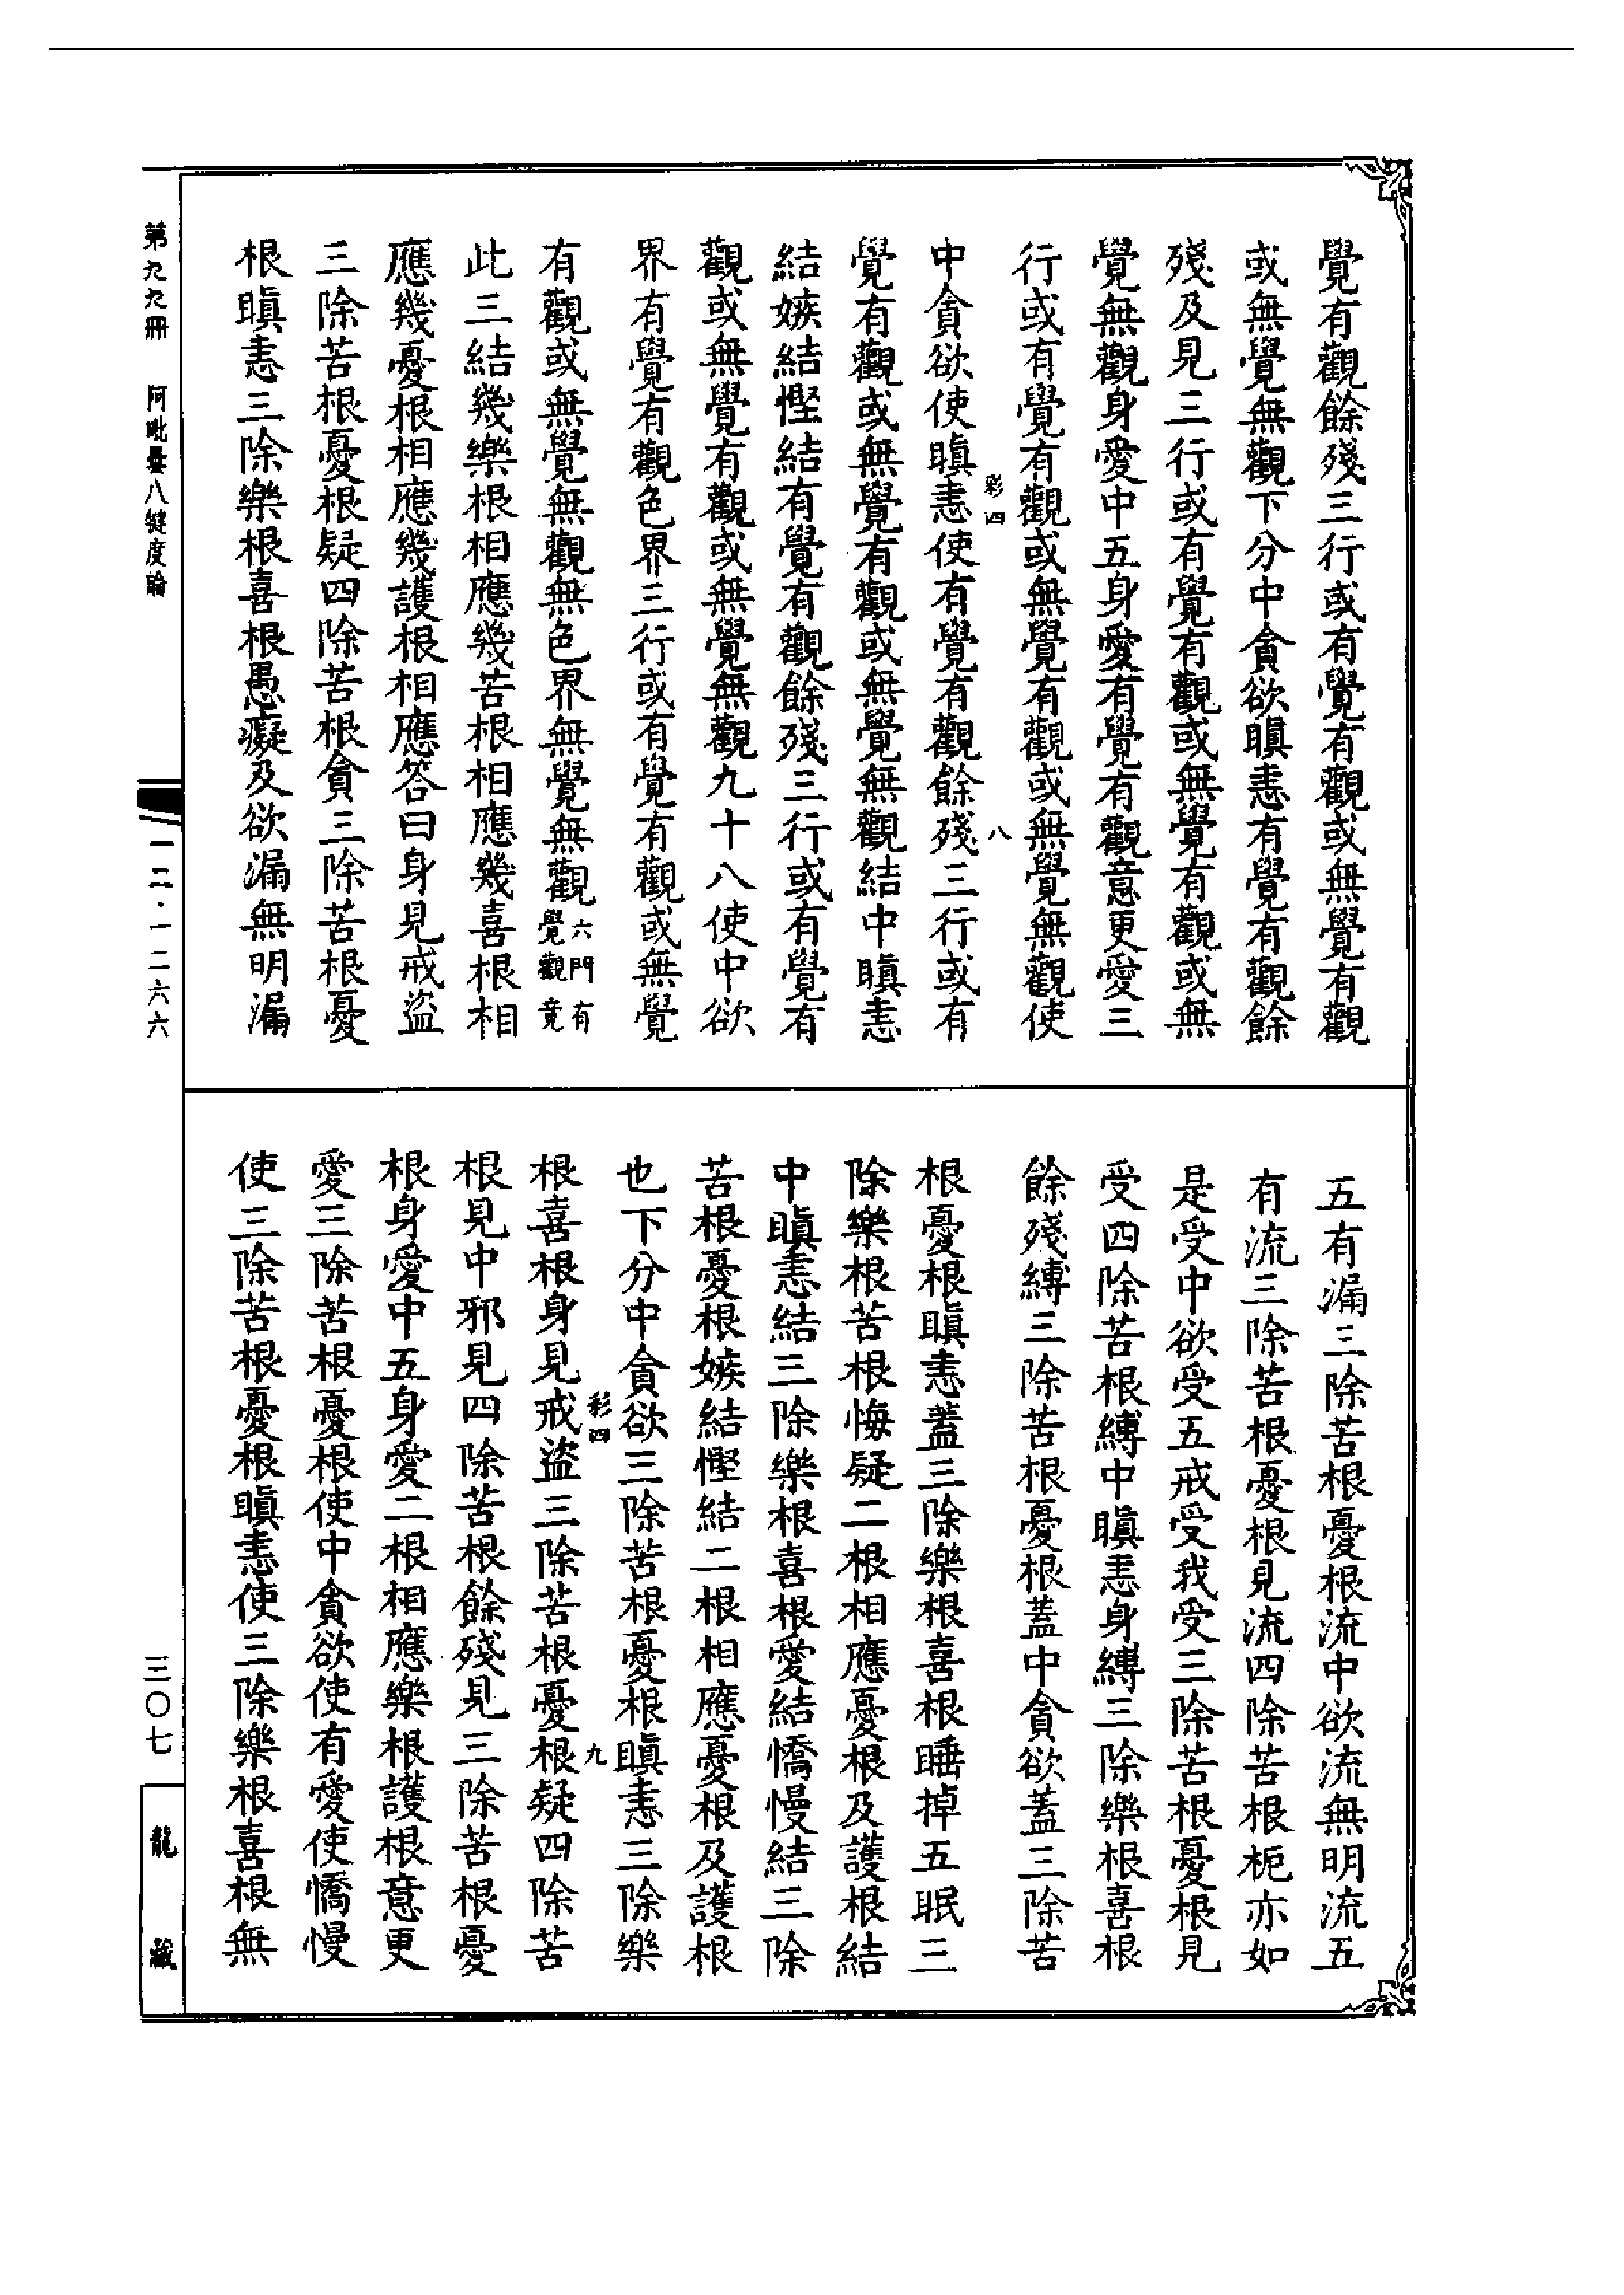 覺有觀餘殘三行或有覺有觀或無覺有觀
或無覺無觀下分中貪欲瞋恚有覺有觀餘
殘及見三行或有覺有觀或無覺有觀或無
覺無觀身愛中五身愛有覺有觀意更愛三
行或有覺有觀或無覺有觀或無覺無觀使
彩四 八
中貪欲使瞋恚使有覺有觀餘殘三行或有
覺有觀或無覺有觀或無覺無觀結中瞋恚
結嫉結慳結有覺有觀餘殘三行或有覺有
觀或無覺有觀或無覺無觀九十八使中欲
界有覺有觀色界三行或有覺有觀或無覺
有觀或無覺無觀無色界無覺無觀六門有覺觀竟
此三結幾樂根相應幾苦根相應幾喜根相
應幾憂根相應幾護根相應答曰身見戒盜
三除苦根憂根疑四除苦根貪三除苦根憂
根瞋恚三除樂根喜根愚癡及欲漏無明漏
五有漏三除苦根憂根流中欲流無明流五
有流三除苦根憂根見流四除苦根枙亦如
是受中欲受五戒受我受三除苦根憂根見
受四除苦根縛中瞋恚身縛三除樂根喜根
餘殘縛三除苦根憂根蓋中貪欲蓋三除苦
根憂根瞋恚蓋三除樂根喜根睡掉五眠三
除樂根苦根悔疑二根相應憂根及護根結
中瞋恚結三除樂根喜根愛結憍慢結三除
苦根憂根嫉結慳結二根相應憂根及護根
也下分中貪欲三除苦根憂根瞋恚三除樂
彩四 九
根喜根身見戒盜三除苦根憂根疑四除苦
根見中邪見四除苦根餘殘見三除苦根憂
根身愛中五身愛二根相應樂根護根意更
愛三除苦根憂根使中貪欲使有愛使憍慢
使三除苦根憂根瞋恚使三除樂根喜根無
第九九冊 阿毗曇八犍度論
一二·一二六六
三〇七
龍藏